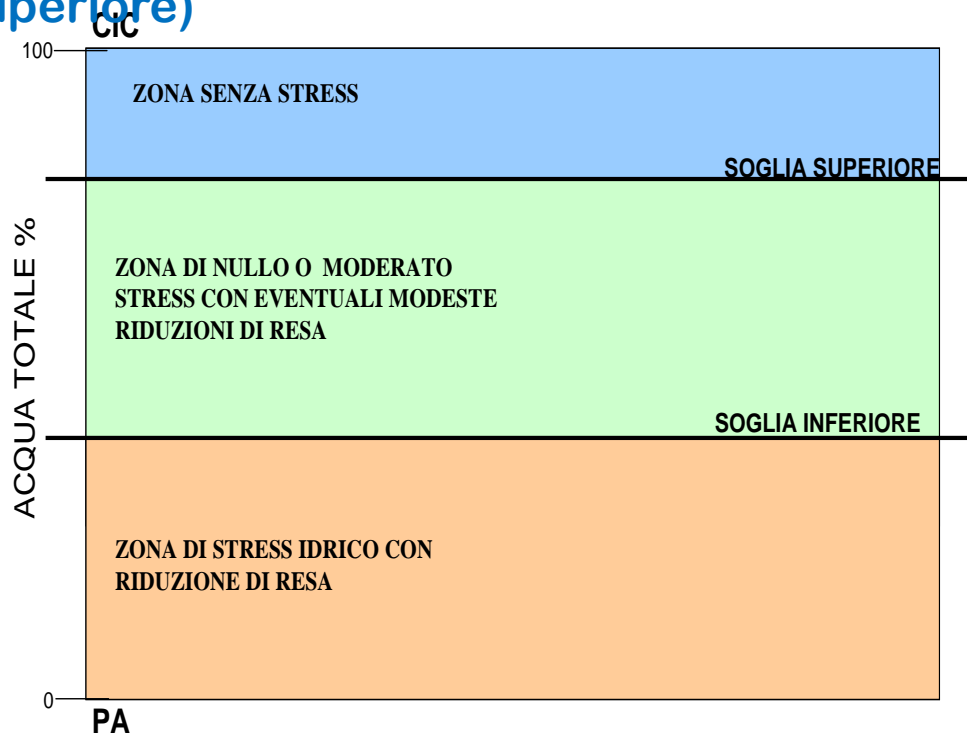 uperiore)
CIC
100
ZONA SENZA STRESS
SOGLIA SUPERIORE
ACQUA TOTALE %
ZONA DI NULLO O MODERATO
STRESS CON EVENTUALI MODESTE
RIDUZIONI DI RESA
SOGLIA INFERIORE
ZONA DI STRESS IDRICO CON
RIDUZIONE DI RESA
0
PA